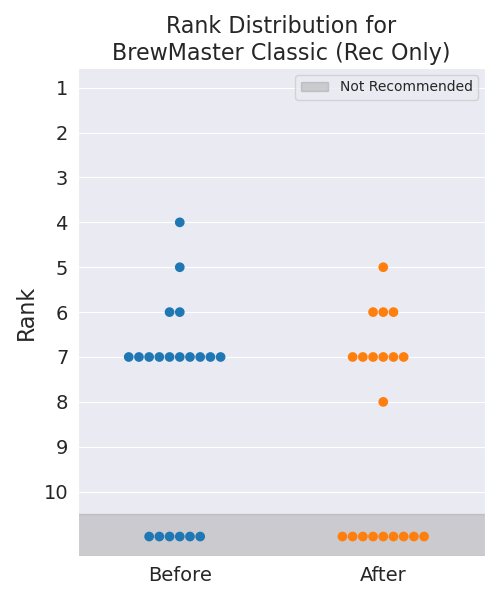 Rank Distribution for
BrewMaster Classic (Rec Only)
Not Recommended
Rank
1
2
3
4
5
6
7
8
9
10
Before After